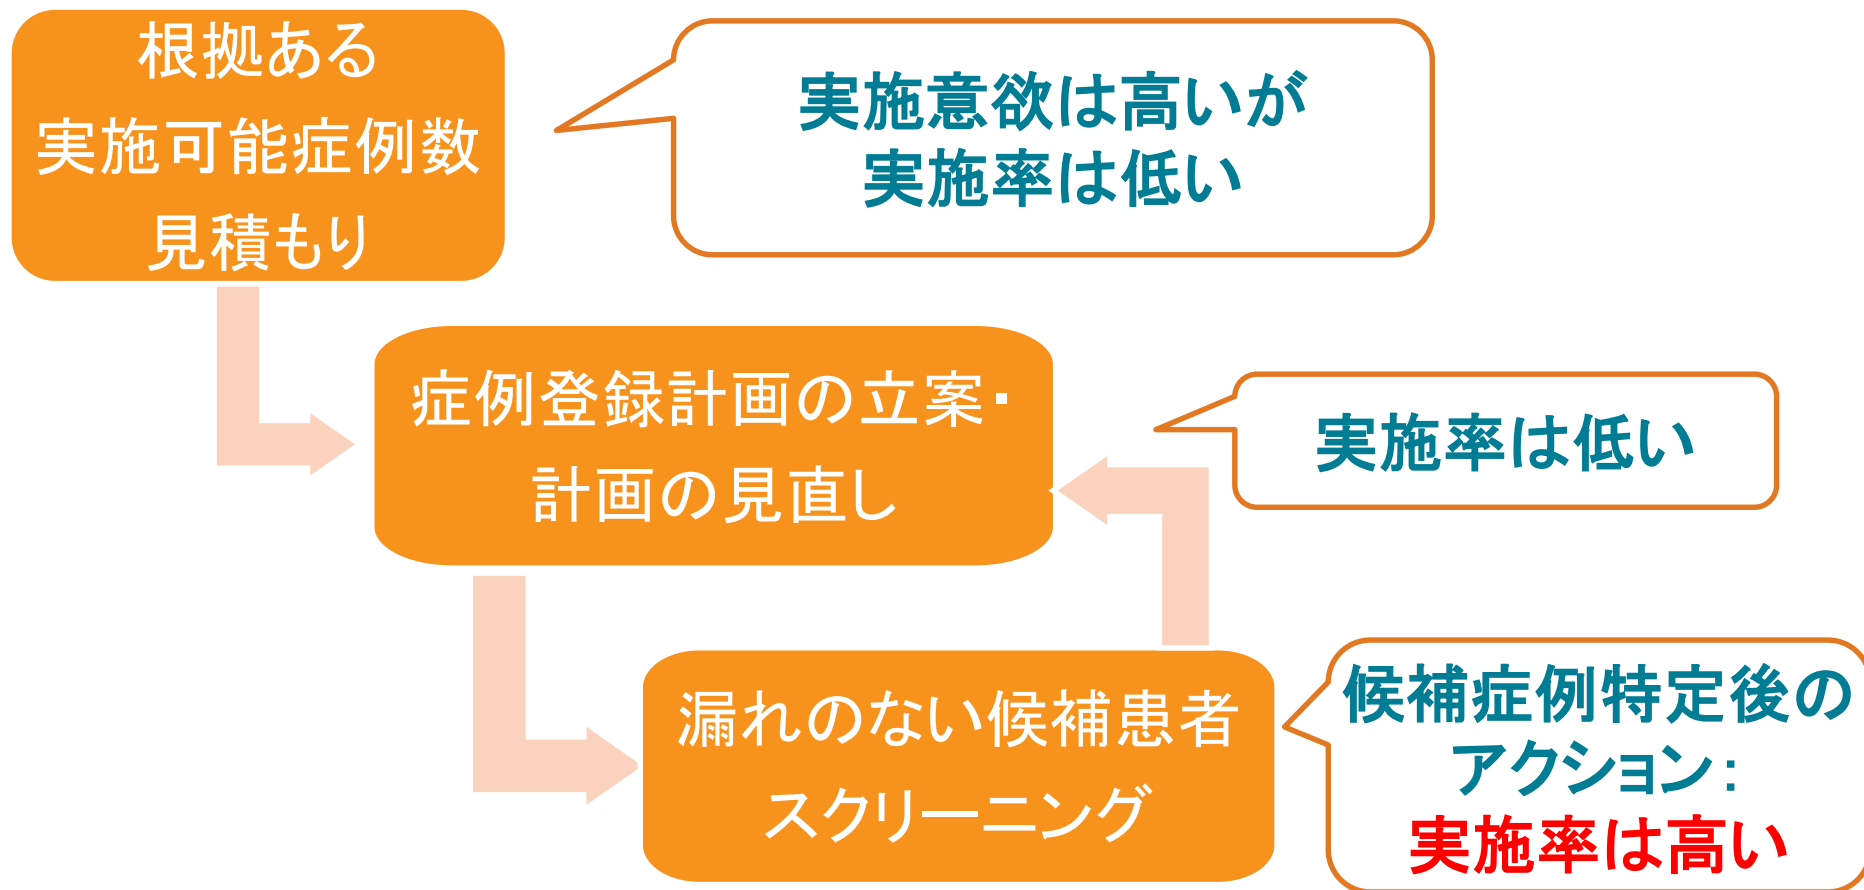 根拠ある
実施可能症例数
見積もり
実施意欲は高いが
実施率は低い
症例登録計画の立案・
計画の見直し
実施率は低い
漏れのない候補患者
スクリーニング
候補症例特定後の
アクション：
実施率は高い